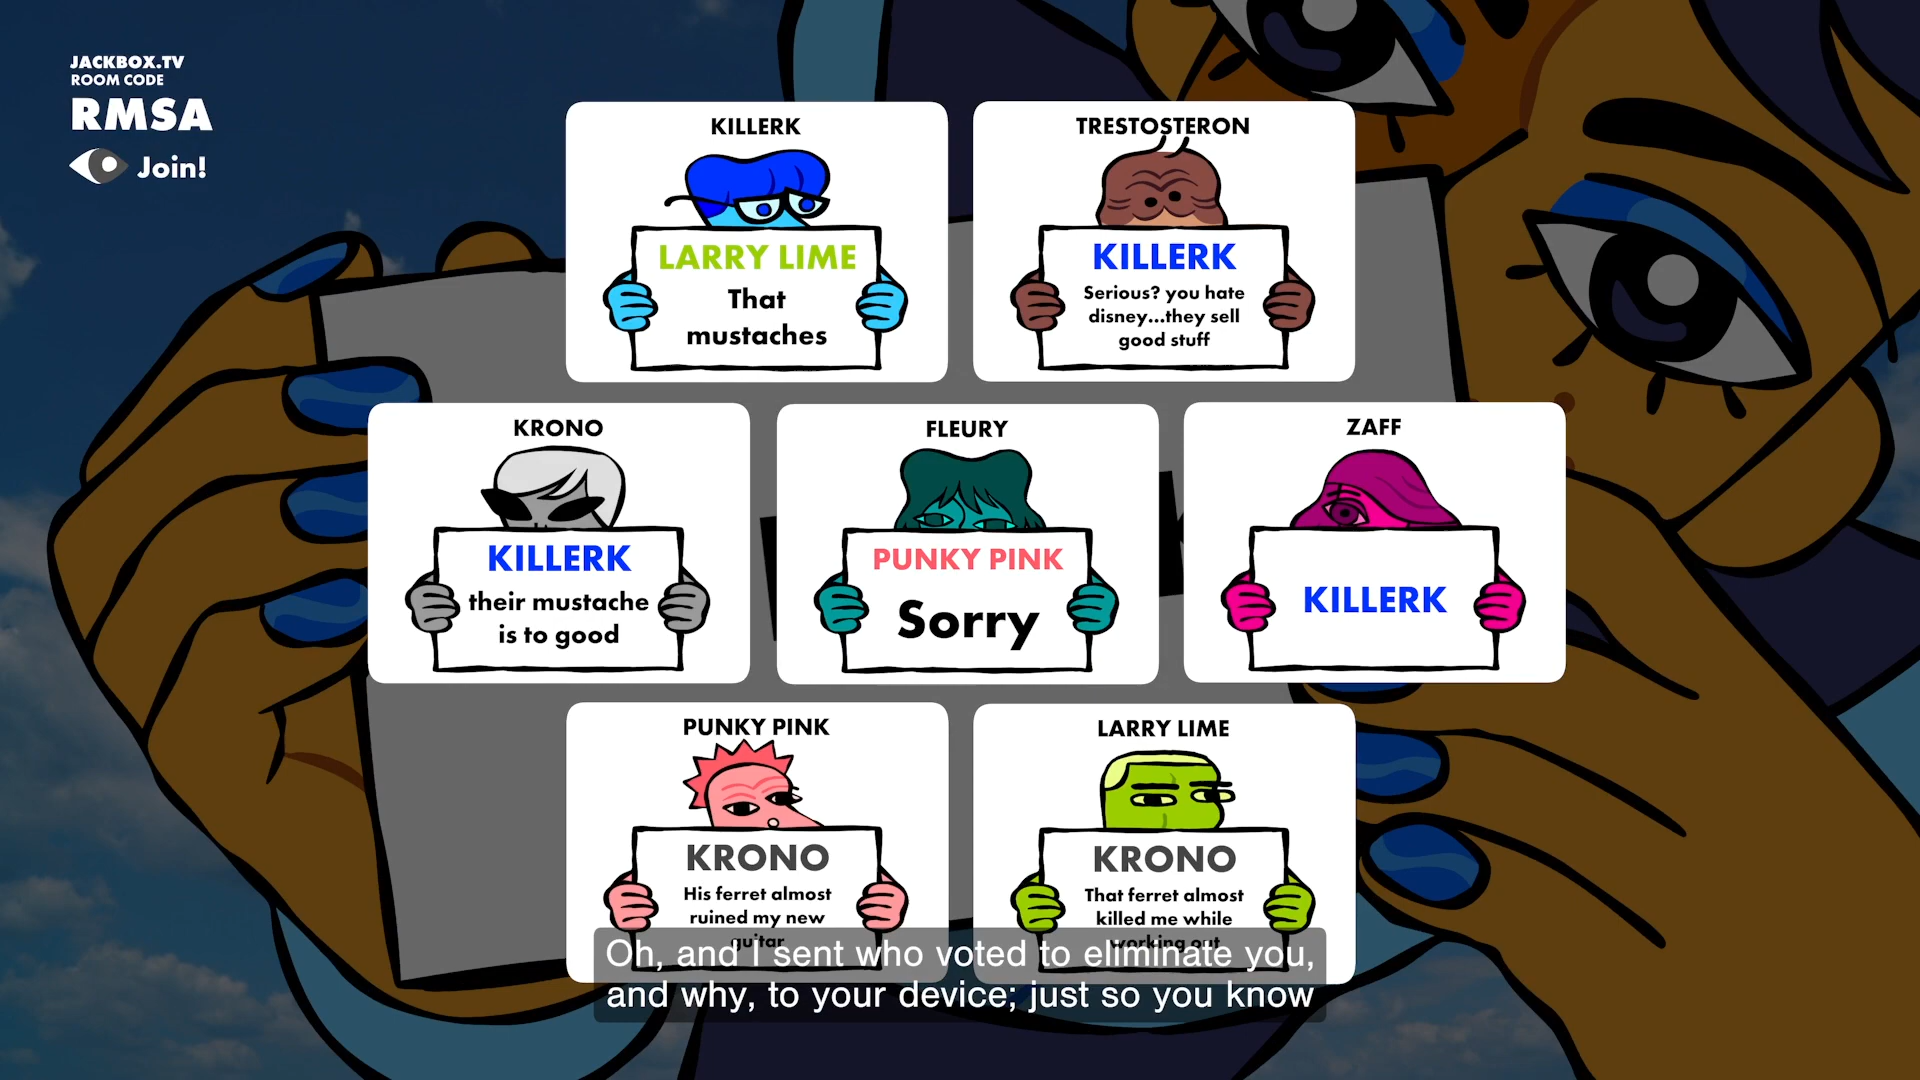 JACKBOX.TV
ROOM CODE
RMSA
Join!
KILLERK
LARRY LIME
That
mustaches
TRESTOSTERON
KILLERK
Serious? you hate
disney...they sell
good stuff
KRONO
KILLERK
their mustache
is to good
FLEURY
PUNKY PINK
Sorry
ZAFF
KILLERK
PUNKY PINK
KRONO
His ferret almost
ruined my new
guitar
LARRY LIME
KRONO
That ferret almost
killed me while
working out
Oh, and I sent who voted to eliminate you,
and why, to your device; just so you know